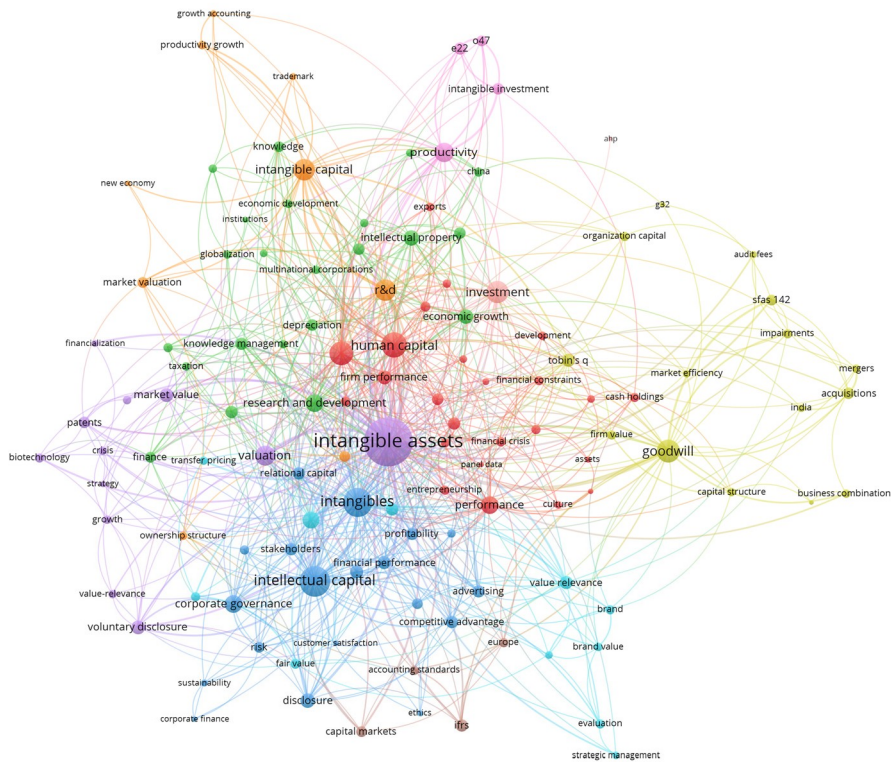 growth accounting
o47
productivity growth
e22
trademark
intangible investment
ahp
knowledge
productivity
intangible capital
china
new economy
economic development
exports
g32
institutions
intellectual property
organization capital
globalization
audit fees
multinational corporations
market valuation
r&d
investment
sfas 142
economic growth
depreciation
impairments
development
financialization
knowledge management
human capital
tobin's q
taxation
mergers
market efficiency
firm performance
financial constraints
acquisitions
market value
cash holdings
research and development
india
patents
firm value
intangible assets
financial crisis
crisis
goodwill
biotechnology
finance
transfer pricing
valuation
assets
panel data
relational capital
strategy
entrepreneurship
capital structure
business combination
intangibles
performance
culture
growth
ownership structure
profitability
stakeholders
financial performance
intellectual capital
value relevance
value-relevance
advertising
corporate governance
brand
competitive advantage
voluntary disclosure
risk
customer satisfaction
europe
brand value
fair value
accounting standards
sustainability
disclosure
ethics
corporate finance
capital markets
ifrs
evaluation
strategic management